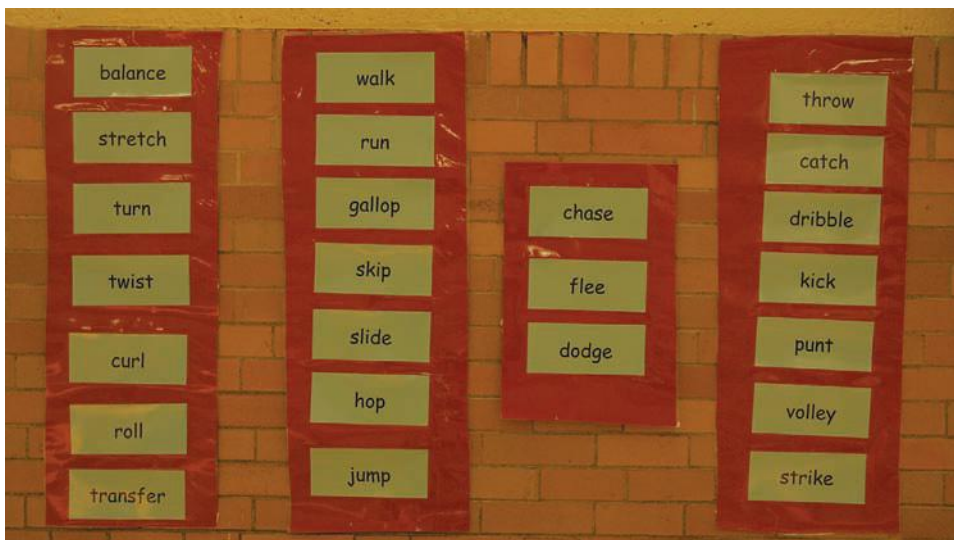 balance
stretch
turn
twist
curl
roll
transfer
walk
run
gallop
skip
slide
hop
jump
chase
flee
dodge
throw
catch
dribble
kick
punt
volley
strike